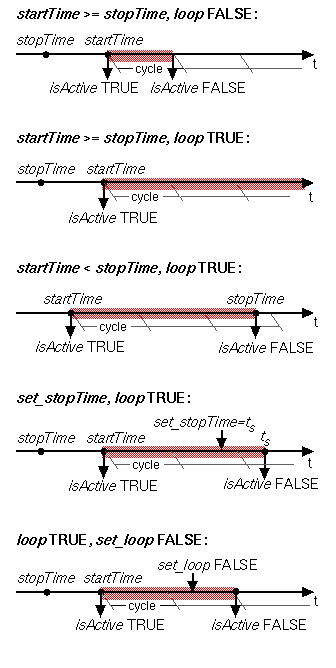 startTime >= stopTime, loop FALSE:
stopTime startTime
cycle t
isActive TRUE isActive FALSE
startTime >= stopTime, loop TRUE:
stopTime startTime
cycle t
isActive TRUE
startTime < stopTime, loop TRUE:
startTime stopTime
cycle t
isActive TRUE isActive FALSE
set_stopTime, loop TRUE:
set_stopTime=ts
stopTime startTime ts
cycle t
isActive TRUE isActive FALSE
loop TRUE, set_loop FALSE:
set_loop FALSE
stopTime startTime
cycle t
isActive TRUE isActive FALSE